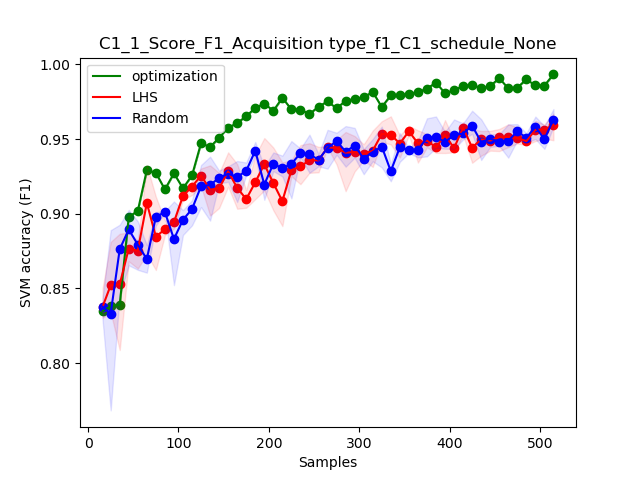 C1_1_Score_F1_Acquisition type_f1_C1_schedule_None
optimization
LHS
Random
1.00
0.95
0.90
0.85
0.80
SVM accuracy (F1)
0
100
200
300
400
500
Samples